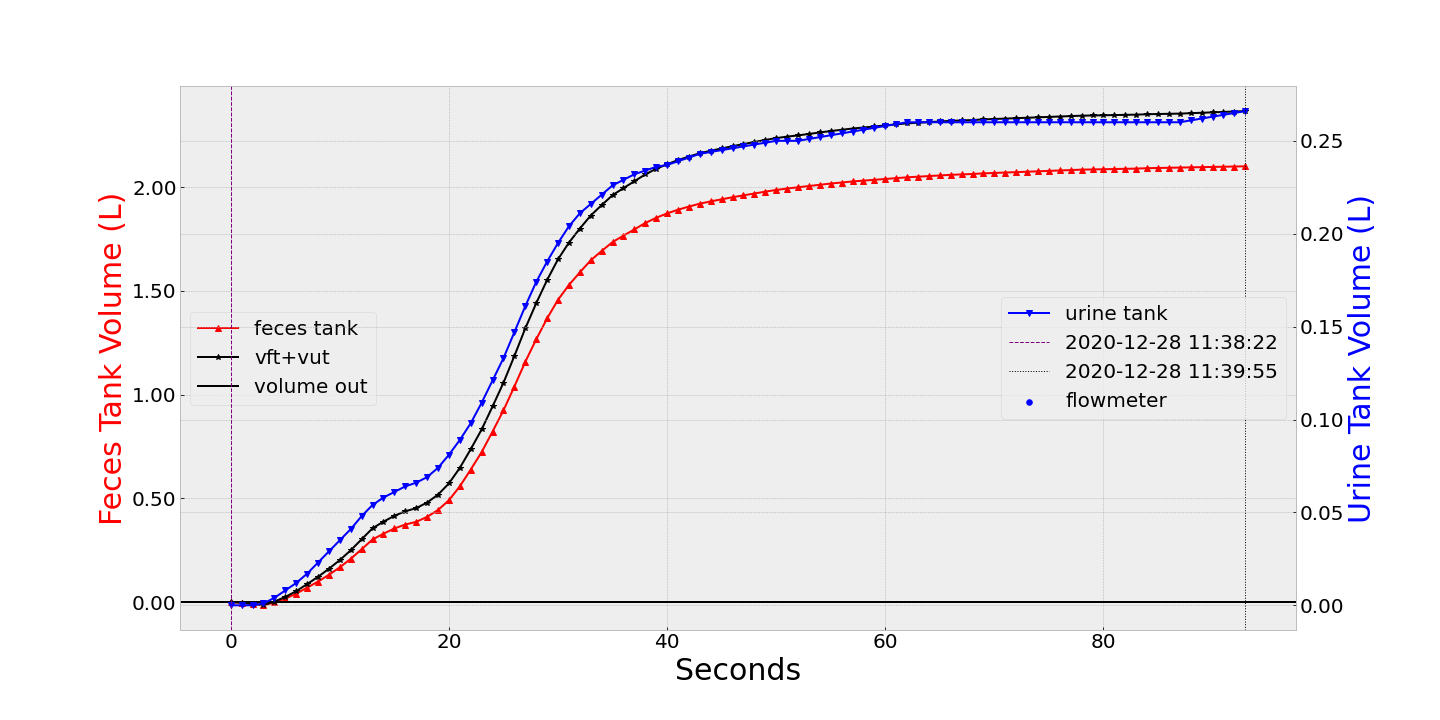 Feces Tank Volume (L)
2.00
1.50
1.00
0.50
0.00
feces tank
vft+vut
volume out
urine tank
2020-12-28 11:38:22
2020-12-28 11:39:55
flowmeter
0.25
0.20
0.15
0.10
0.05
0.00
Urine Tank Volume (L)
0 20 40 60 80
Seconds